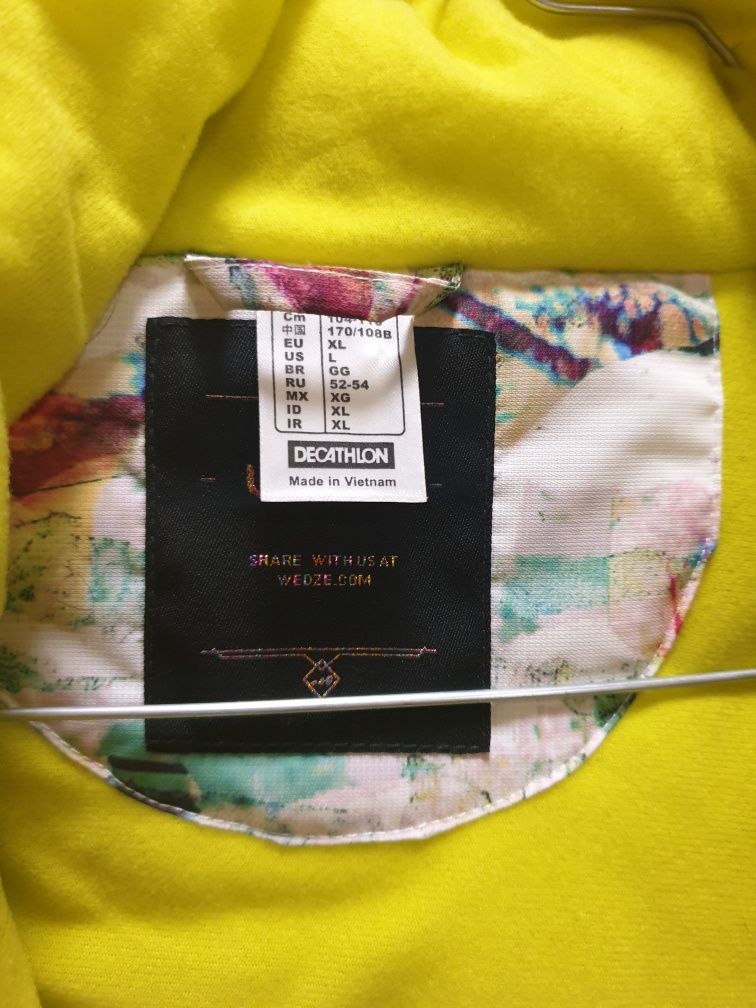 Cm
中国 170/108B
EU XL
US L
BR GG
RU 52-54
MX XG
ID XL
IR XL
DECATHLON
Made in Vietnam
SHARE WITH US AT
WEDZE.COM